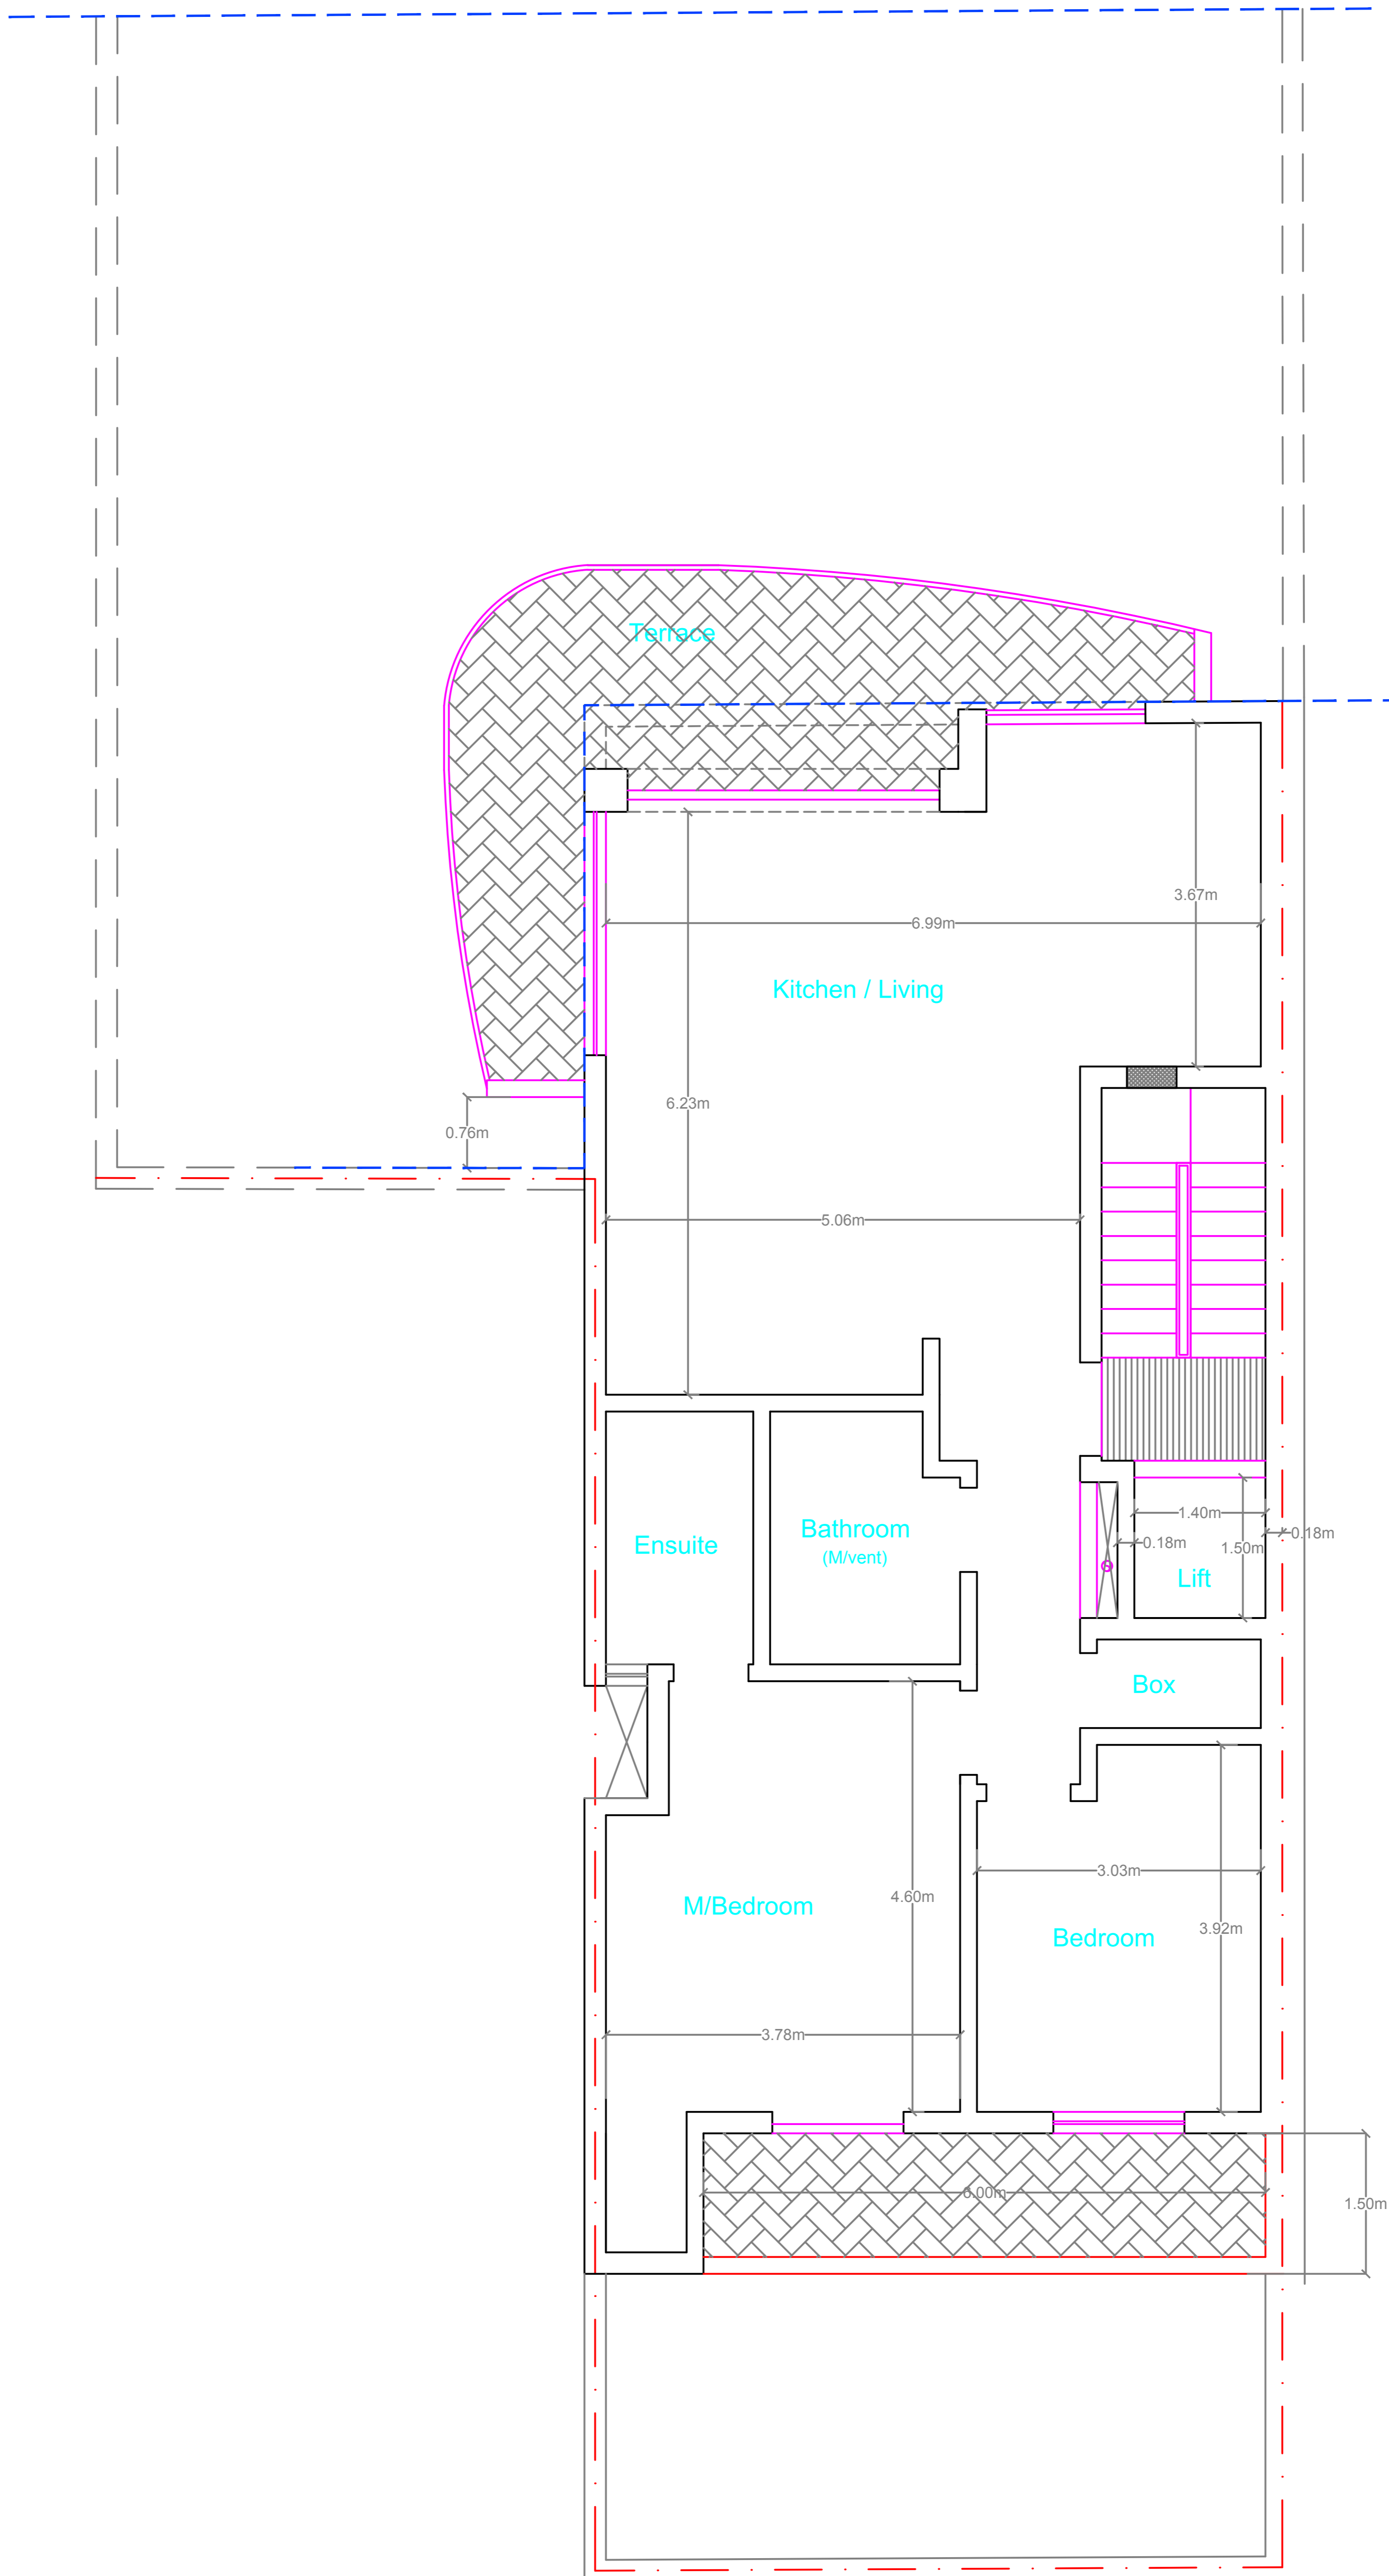 Terrace
3.67m
6.99m
Kitchen / Living
6.23m
0.76m
5.06m
1.40m
0.18m
Bathroom
Ensuite
0.18m
1.50m
(M/vent)
Lift
Box
3.03m
4.60m
M/Bedroom
3.92m
Bedroom
3.78m
6.00m
1.50m